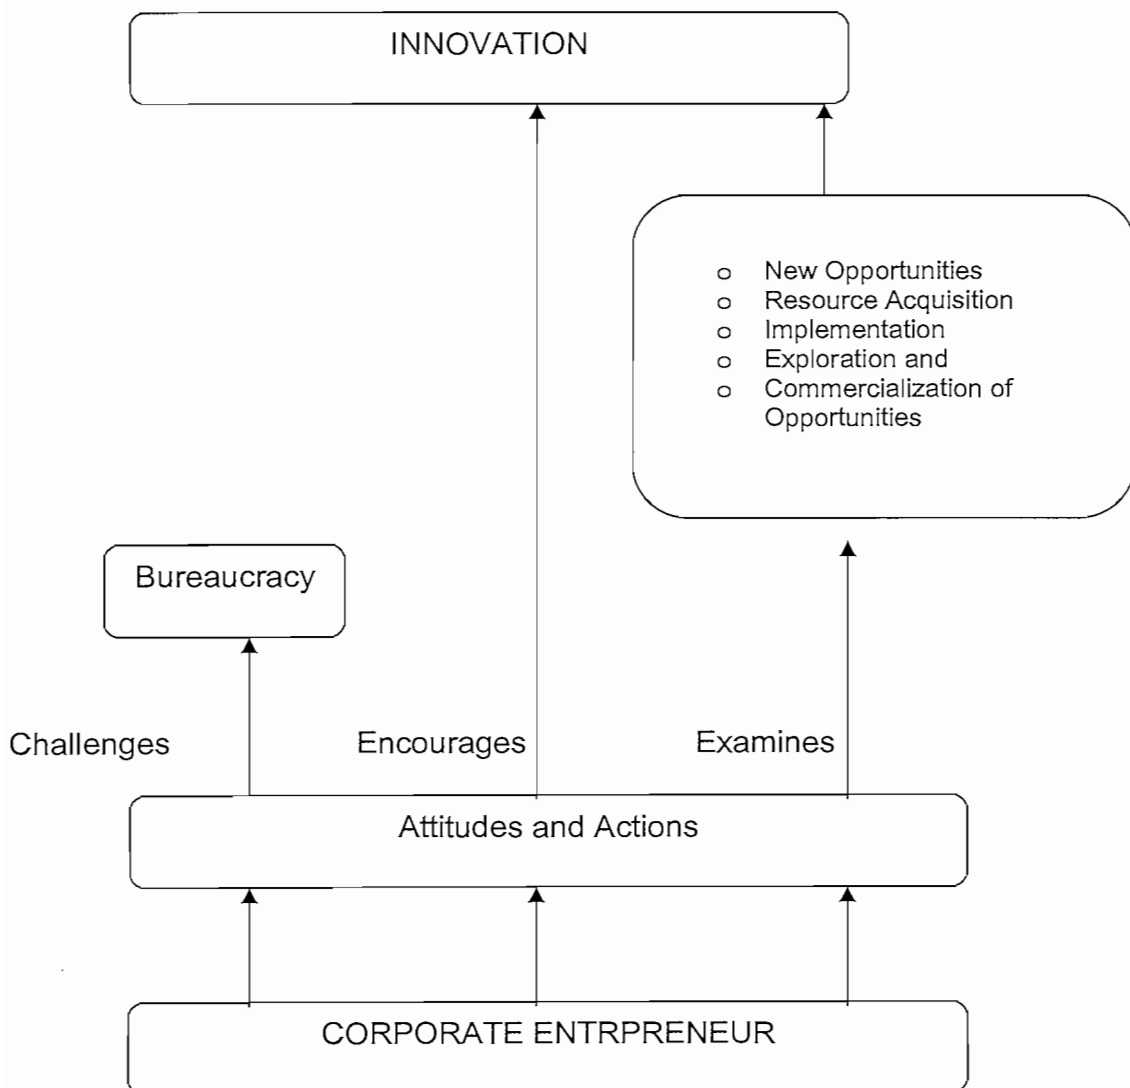 INNOVATION
o New Opportunities
o Resource Acquisition
o Implementation
o Exploration and
o Commercialization of
Opportunities
Bureaucracy
Challenges
Encourages
Examines
Attitudes and Actions
CORPORATE ENTRPRENEUR